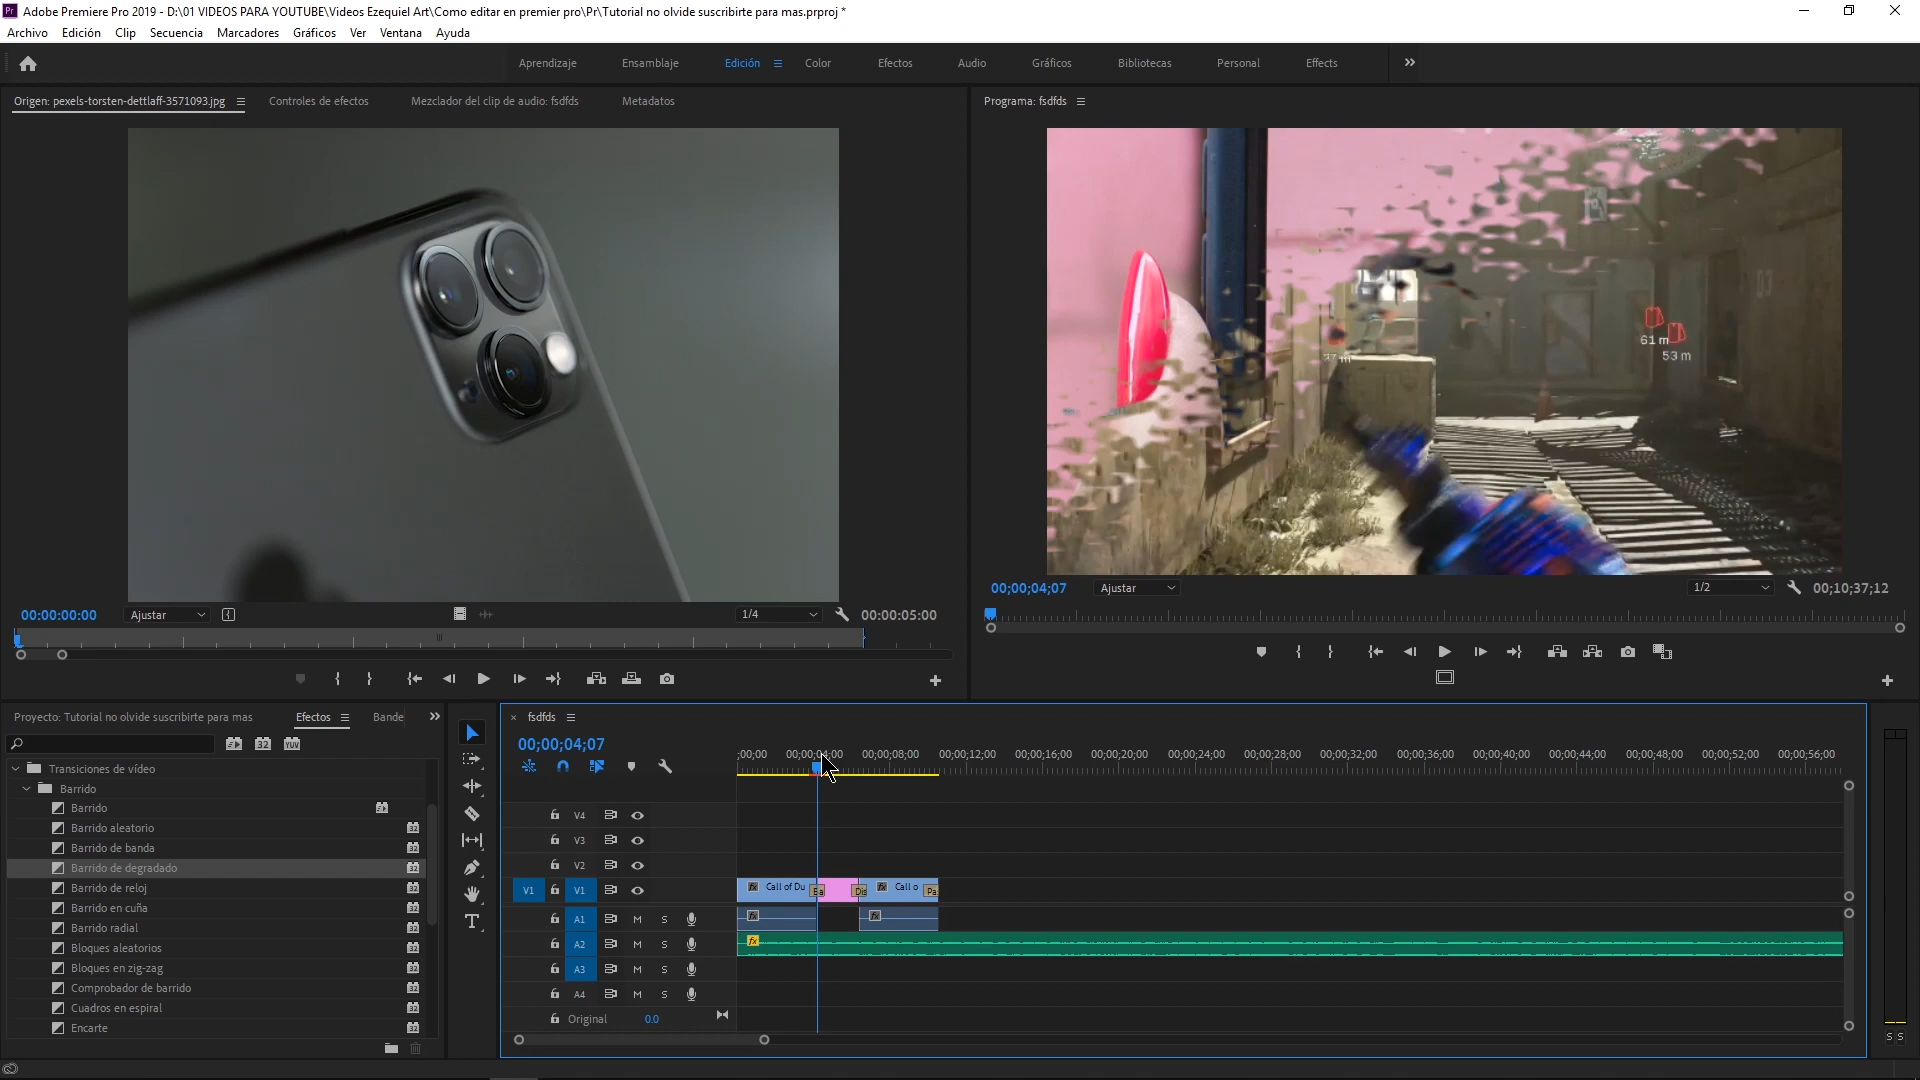 Pr Adobe Premiere Pro 2019 - D:\01 VIDEOS PARA YOUTUBE\Videos Ezequiel Art\Como editar en premier pro\Pr\Tutorial no olvide suscribirte para mas.prproj *
Archivo Edición Clip Secuencia Marcadores Gráficos Ver Ventana Ayuda
Aprendizaje Ensamblaje Edición Color Efectos Audio Gráficos Bibliotecas Personal Effects
Origen: pexels-torsten-dettlaff-3571093.jpg Controles de efectos Mezclador del clip de audio: fsdfds Metadatos
Programa: fsdfds
61 m
53 m
00:00:00:00 Ajustar 1/4 00:00:05:00
00;00;04;07 Ajustar 1/2 00;10;37;12
Proyecto: Tutorial no olvide suscribirte para mas Efectos Bande
Transiciones de vídeo
Barrido
Barrido
Barrido aleatorio
Barrido de banda
Barrido de degradado
Barrido de reloj
Barrido en cuña
Barrido radial
Bloques aleatorios
Bloques en zig-zag
Comprobador de barrido
Cuadros en espiral
Encarte
fsdfds
00;00;04;07
;00;00 00;00;04;00 00;00;08;00 00;00;12;00 00;00;16;00 00;00;20;00 00;00;24;00 00;00;28;00 00;00;32;00 00;00;36;00 00;00;40;00 00;00;44;00 00;00;48;00 00;00;52;00 00;00;56;00
V4
V3
V2
V1 V1 fx Call of Du Ba Dis fx Call o Pa
A1 M S fx fx
A2 M S fx
A3 M S
A4 M S
Original 0.0
S S